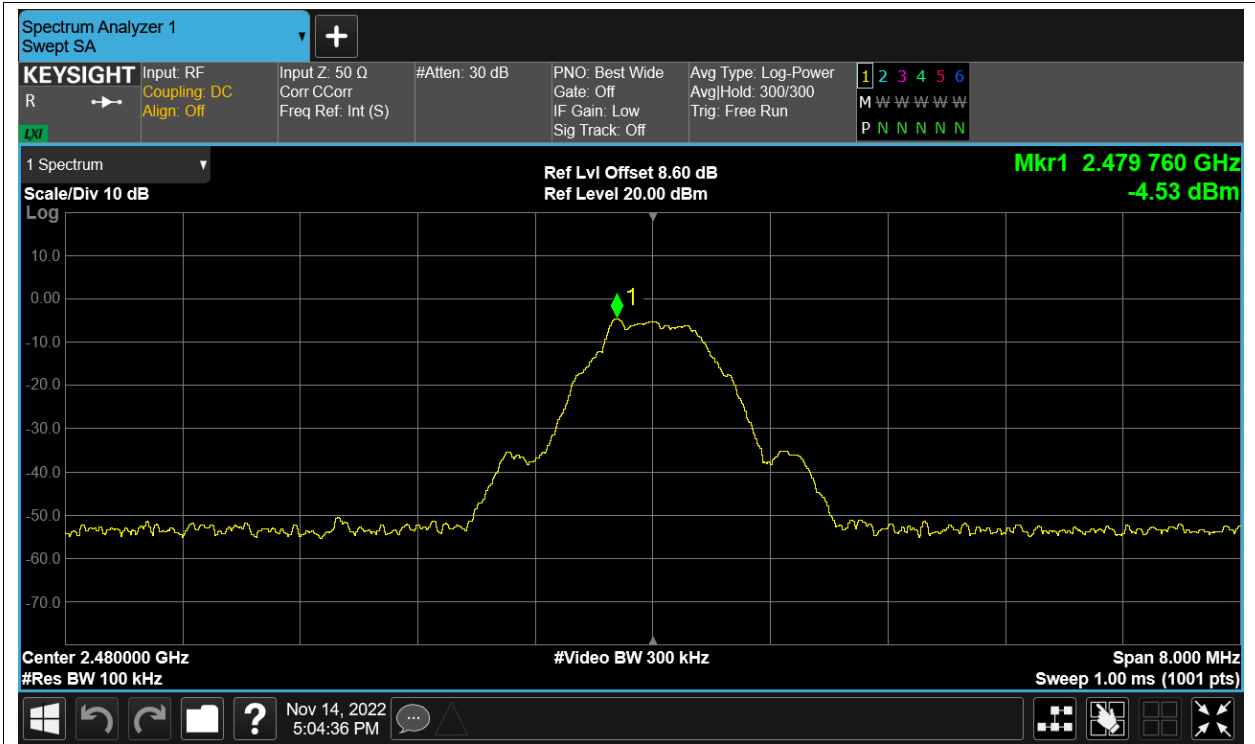 Spectrum Analyzer 1
Swept SA
+
KEYSIGHT
R
LXI
Input: RF
Coupling: DC
Align: Off
Input Z: 50 Ω
Corr CCorr
Freq Ref: Int (S)
#Atten: 30 dB
PNO: Best Wide
Gate: Off
IF Gain: Low
Sig Track: Off
Avg Type: Log-Power
Avg|Hold: 300/300
Trig: Free Run
1 2 3 4 5 6
M W W W W W
P N N N N N
1 Spectrum
Scale/Div 10 dB
Log
Ref Lvl Offset 8.60 dB
Ref Level 20.00 dBm
Mkr1 2.479 760 GHz
-4.53 dBm
10.0
0.00
-10.0
-20.0
-30.0
-40.0
-50.0
-60.0
-70.0
1
Center 2.480000 GHz
#Res BW 100 kHz
#Video BW 300 kHz
Span 8.000 MHz
Sweep 1.00 ms (1001 pts)
?
Nov 14, 2022
5:04:36 PM